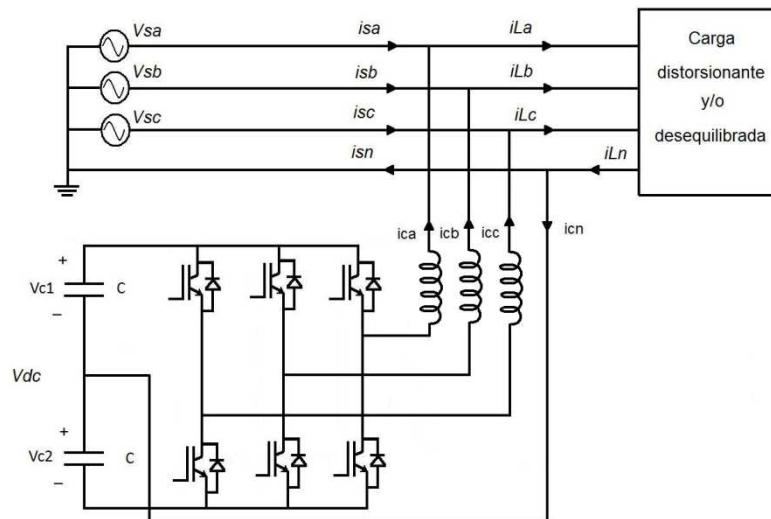 Vsa
isa
iLa
Vsb
isb
iLb
Vsc
isc
iLc
isn
iLn
Carga
distorsionante
y/o
desequilibrada
ica
icb
icc
icn
+
Vc1
C
–
Vdc
+
Vc2
C
–